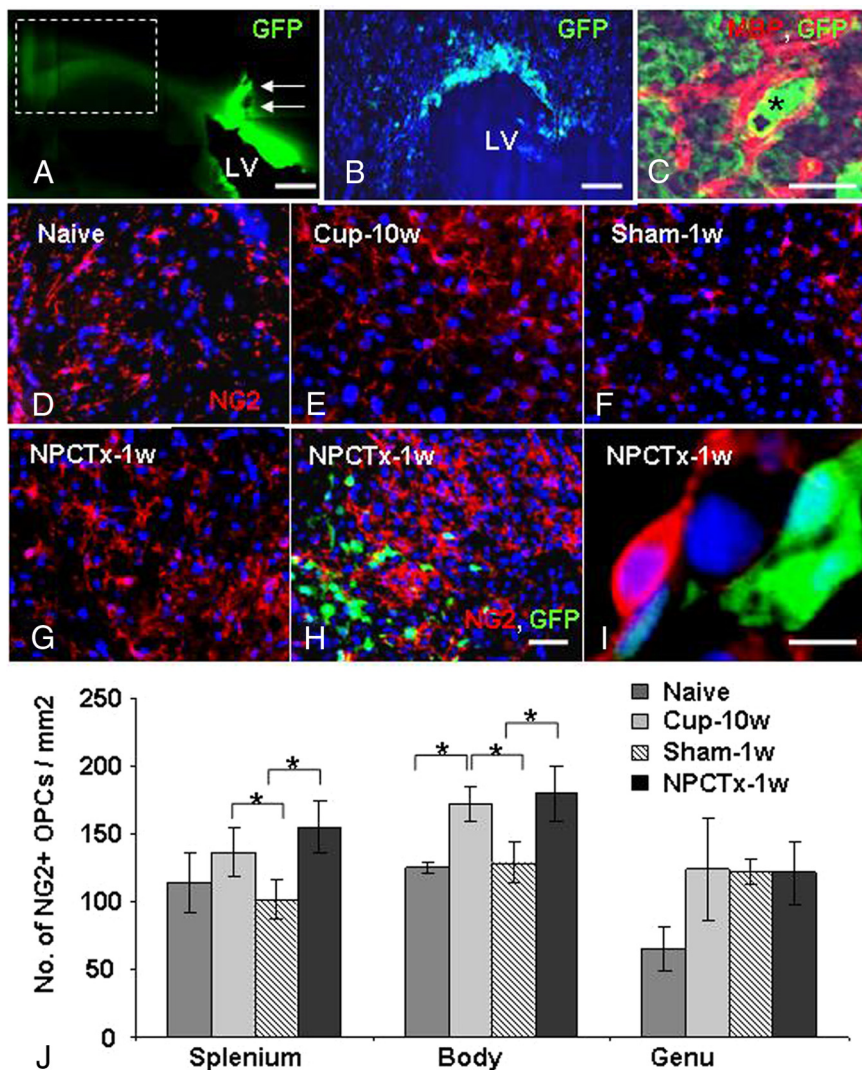 GFP
LV
A
GFP
LV
B
MBP, GFP
*
C
Naive
D
NG2
Cup-10w
E
Sham-1w
F
NPCTx-1w
G
NPCTx-1w
H
NG2, GFP
NPCTx-1w
I
No. of NG2+ OPCs / mm2
250
200
150
100
50
0
* * * * *
Naive
Cup-10w
Sham-1w
NPCTx-1w
Splenium Body Genu
J